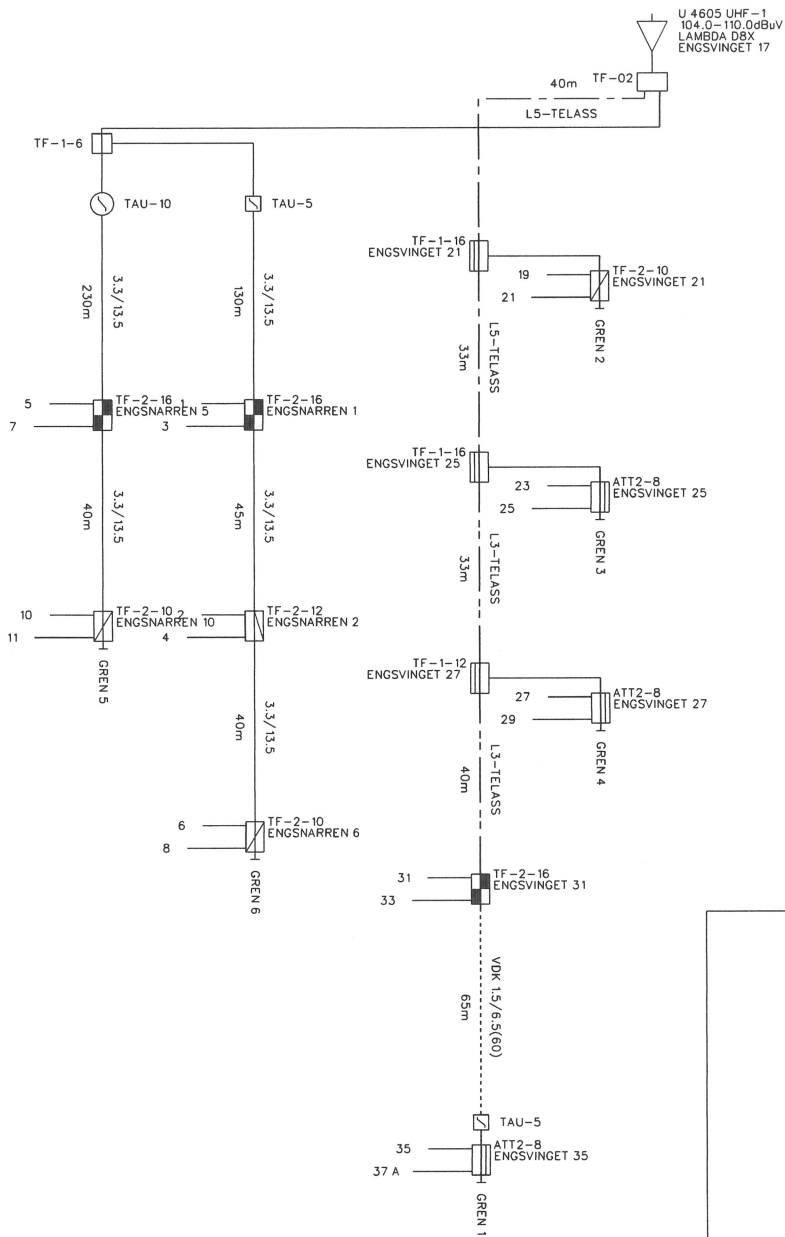 U 4605 UHF-1
104.0-110.0dBuV
LAMBDA D8X
ENGSVINGET 17
TF-02
40m
L5-TELASS
TF-1-6
TAU-10
TAU-5
TF-1-16
ENGSVINGET 21
19
21
TF-2-10
ENGSVINGET 21
GREN 2
3.3/13.5
230m
3.3/13.5
130m
L5-TELASS
33m
5
7
TF-2-16
ENGSNARREN 5
1
3
TF-2-16
ENGSNARREN 1
TF-1-16
ENGSVINGET 25
23
25
ATT2-8
ENGSVINGET 25
GREN 3
3.3/13.5
40m
3.3/13.5
45m
L3-TELASS
33m
10
11
TF-2-10
ENGSNARREN 10
GREN 5
2
4
TF-2-12
ENGSNARREN 2
TF-1-12
ENGSVINGET 27
27
29
ATT2-8
ENGSVINGET 27
GREN 4
3.3/13.5
40m
L3-TELASS
40m
6
8
TF-2-10
ENGSNARREN 6
GREN 6
31
33
TF-2-16
ENGSVINGET 31
VDK 1.5/6.5(60)
65m
TAU-5
35
37 A
ATT2-8
ENGSVINGET 35
GREN 1